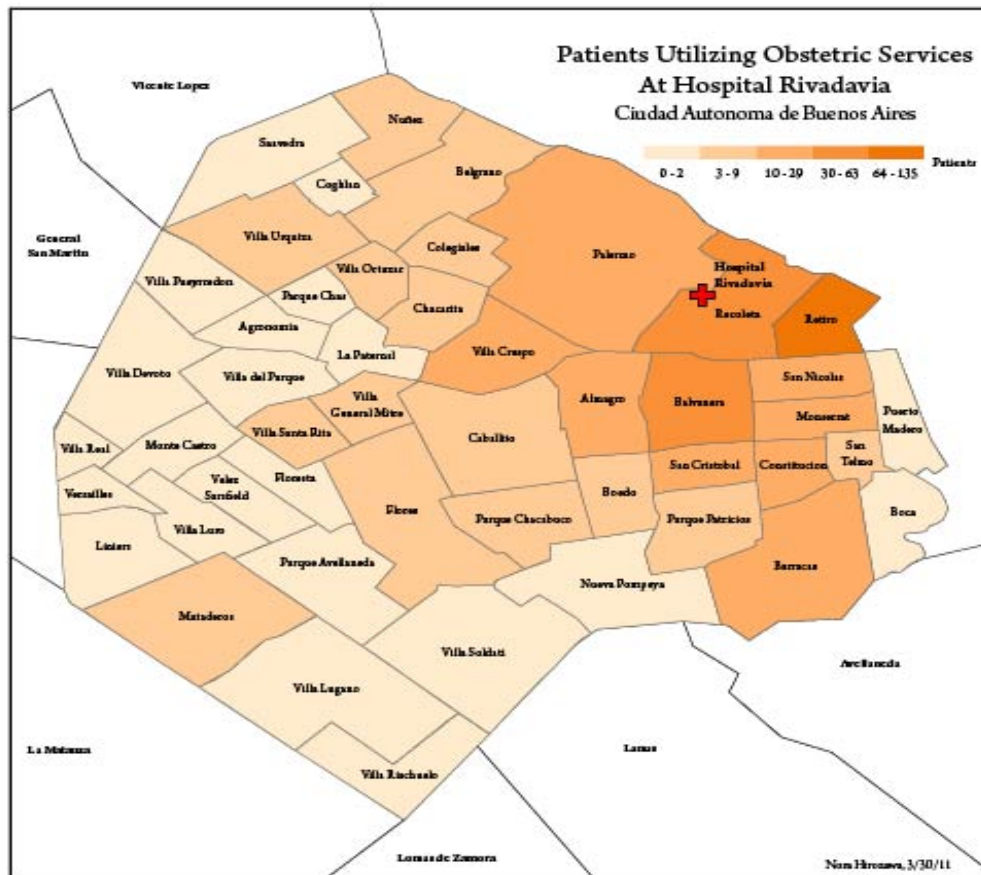 Patients Utilizing Obstetric Services
At Hospital Rivadavia
Ciudad Autonoma de Buenos Aires
Patients
0 - 2
3 - 9
10 - 29
30 - 63
64 - 135
Vicente Lopez
Nuñez
Saavedra
Coghlan
Belgrano
General
San Martin
Villa Urquiza
Colegiales
Palermo
Villa Ortuzar
Hospital
Rivadavia
Villa Pueyrredon
Parque Chas
Chacarita
Recoleta
Retiro
Agronomia
La Paternal
Villa Crespo
Villa Devoto
Villa del Parque
San Nicolas
Villa
General Mitre
Almagro
Balvanera
Monserrat
Puerto
Madero
Villa Santa Rita
Caballito
Villa Real
Monte Castro
San
Telmo
San Cristobal
Constitucion
Floresta
Velez
Sarsfield
Versalles
Boedo
Flores
Boca
Parque Chacabuco
Parque Patricios
Villa Luro
Liniers
Parque Avellaneda
Barracas
Nueva Pompeya
Mataderos
Villa Soldati
Avellaneda
Villa Lugano
La Matanza
Lanus
Villa Riachuelo
Lomas de Zamora
Nora Hirozawa, 3/30/11